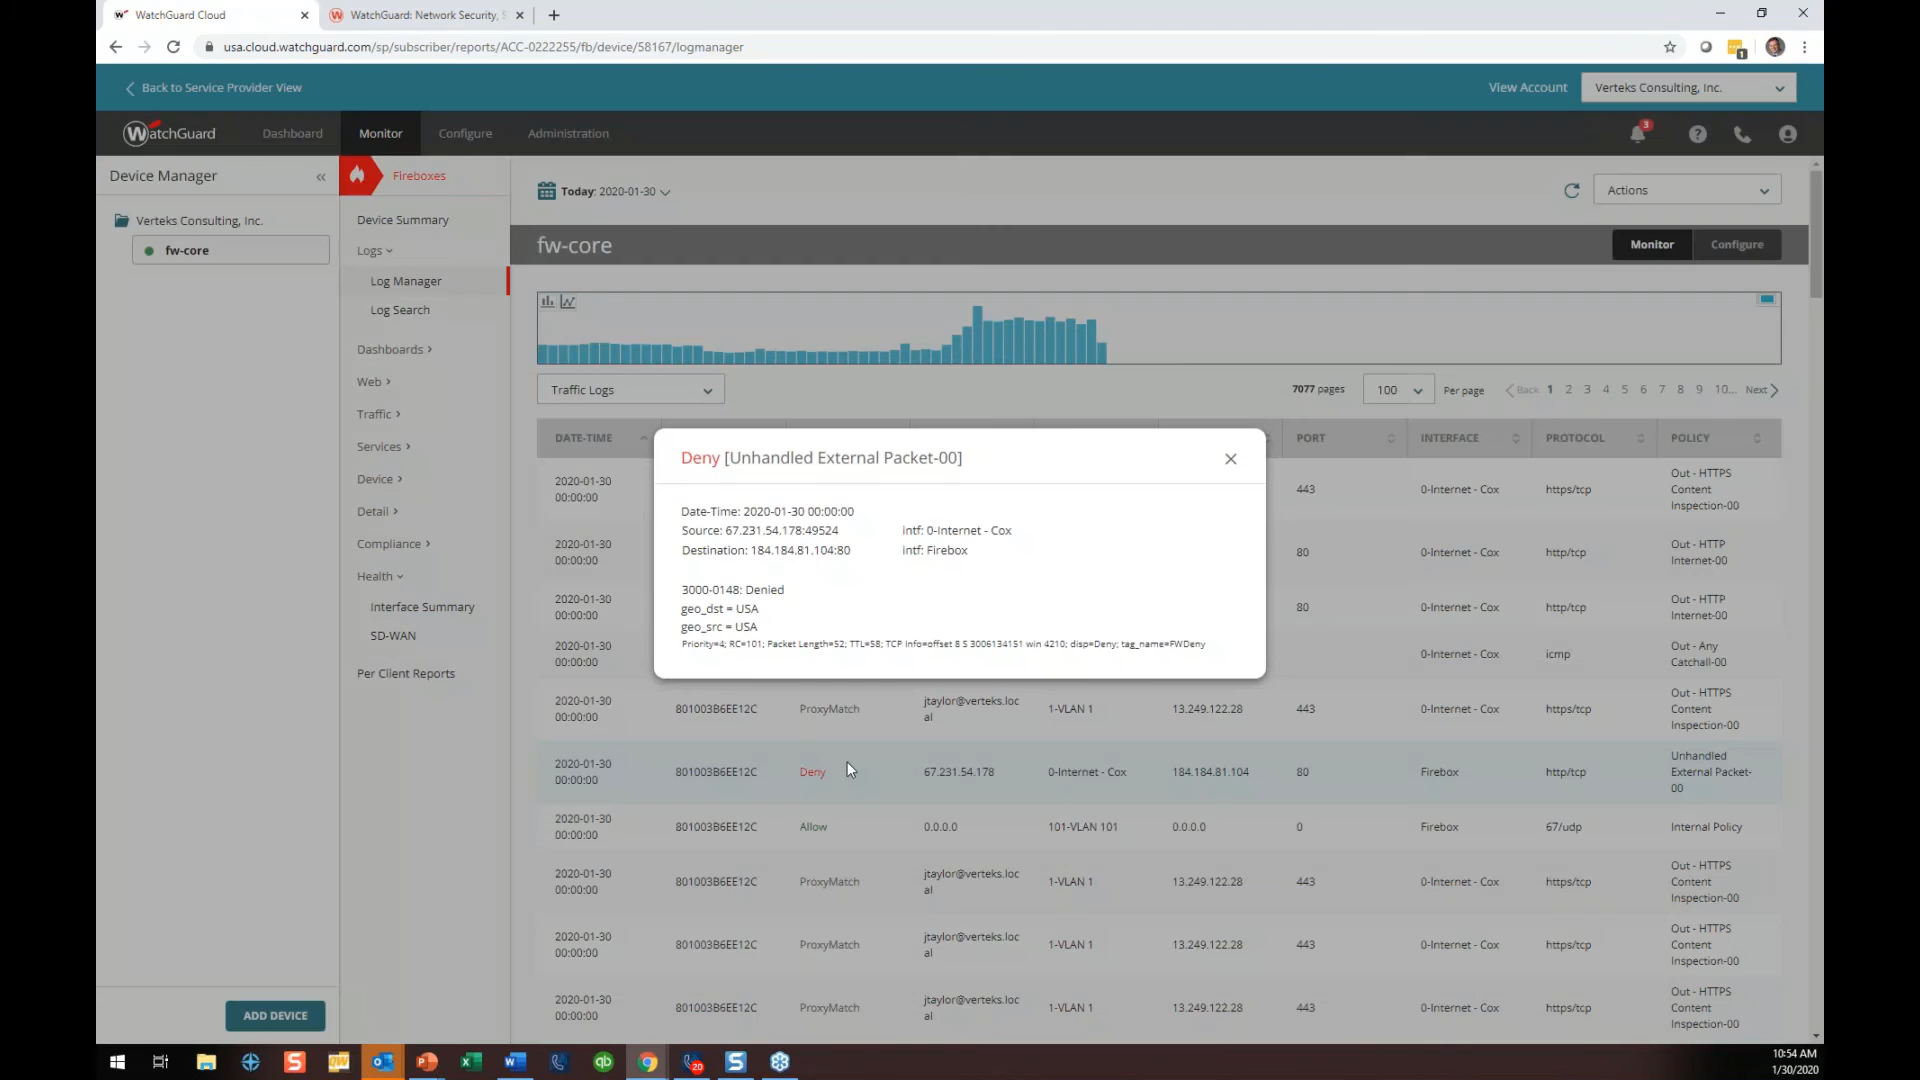 WatchGuard Cloud
WatchGuard: Network Security, S
usa.cloud.watchguard.com/sp/subscriber/reports/ACC-0222255/fb/device/58167/logmanager
1
Back to Service Provider View
View Account
Verteks Consulting, Inc.
WatchGuard
Dashboard
Monitor
Configure
Administration
3
Device Manager
Fireboxes
Today: 2020-01-30
Actions
Verteks Consulting, Inc.
fw-core
Device Summary
Logs
Log Manager
Log Search
Dashboards
Web
Traffic
Services
Device
Detail
Compliance
Health
Interface Summary
SD-WAN
Per Client Reports
ADD DEVICE
fw-core
Monitor
Configure
Traffic Logs
7077 pages
100
Per page
Back 1 2 3 4 5 6 7 8 9 10... Next
DATE-TIME
PORT
INTERFACE
PROTOCOL
POLICY
Deny [Unhandled External Packet-00]
Date-Time: 2020-01-30 00:00:00
Source: 67.231.54.178:49524 intf: 0-Internet - Cox
Destination: 184.184.81.104:80 intf: Firebox
3000-0148: Denied
geo_dst = USA
geo_src = USA
Priority=4; RC=101; Packet Length=52; TTL=58; TCP Info=offset 8 S 3006134151 win 4210; disp=Deny; tag_name=FWDeny
2020-01-30
00:00:00
443
0-Internet - Cox
https/tcp
Out - HTTPS
Content
Inspection-00
2020-01-30
00:00:00
80
0-Internet - Cox
http/tcp
Out - HTTP
Internet-00
2020-01-30
00:00:00
80
0-Internet - Cox
http/tcp
Out - HTTP
Internet-00
2020-01-30
00:00:00
0-Internet - Cox
icmp
Out - Any
Catchall-00
2020-01-30
00:00:00
801003B6EE12C
ProxyMatch
jtaylor@verteks.loc
al
1-VLAN 1
13.249.122.28
443
0-Internet - Cox
https/tcp
Out - HTTPS
Content
Inspection-00
2020-01-30
00:00:00
801003B6EE12C
Deny
67.231.54.178
0-Internet - Cox
184.184.81.104
80
Firebox
http/tcp
Unhandled
External Packet-
00
2020-01-30
00:00:00
801003B6EE12C
Allow
0.0.0.0
101-VLAN 101
0.0.0.0
0
Firebox
67/udp
Internal Policy
2020-01-30
00:00:00
801003B6EE12C
ProxyMatch
jtaylor@verteks.loc
al
1-VLAN 1
13.249.122.28
443
0-Internet - Cox
https/tcp
Out - HTTPS
Content
Inspection-00
2020-01-30
00:00:00
801003B6EE12C
ProxyMatch
jtaylor@verteks.loc
al
1-VLAN 1
13.249.122.28
443
0-Internet - Cox
https/tcp
Out - HTTPS
Content
Inspection-00
2020-01-30
00:00:00
801003B6EE12C
ProxyMatch
jtaylor@verteks.loc
al
1-VLAN 1
13.249.122.28
443
0-Internet - Cox
https/tcp
Out - HTTPS
Content
Inspection-00
20
10:54 AM
1/30/2020